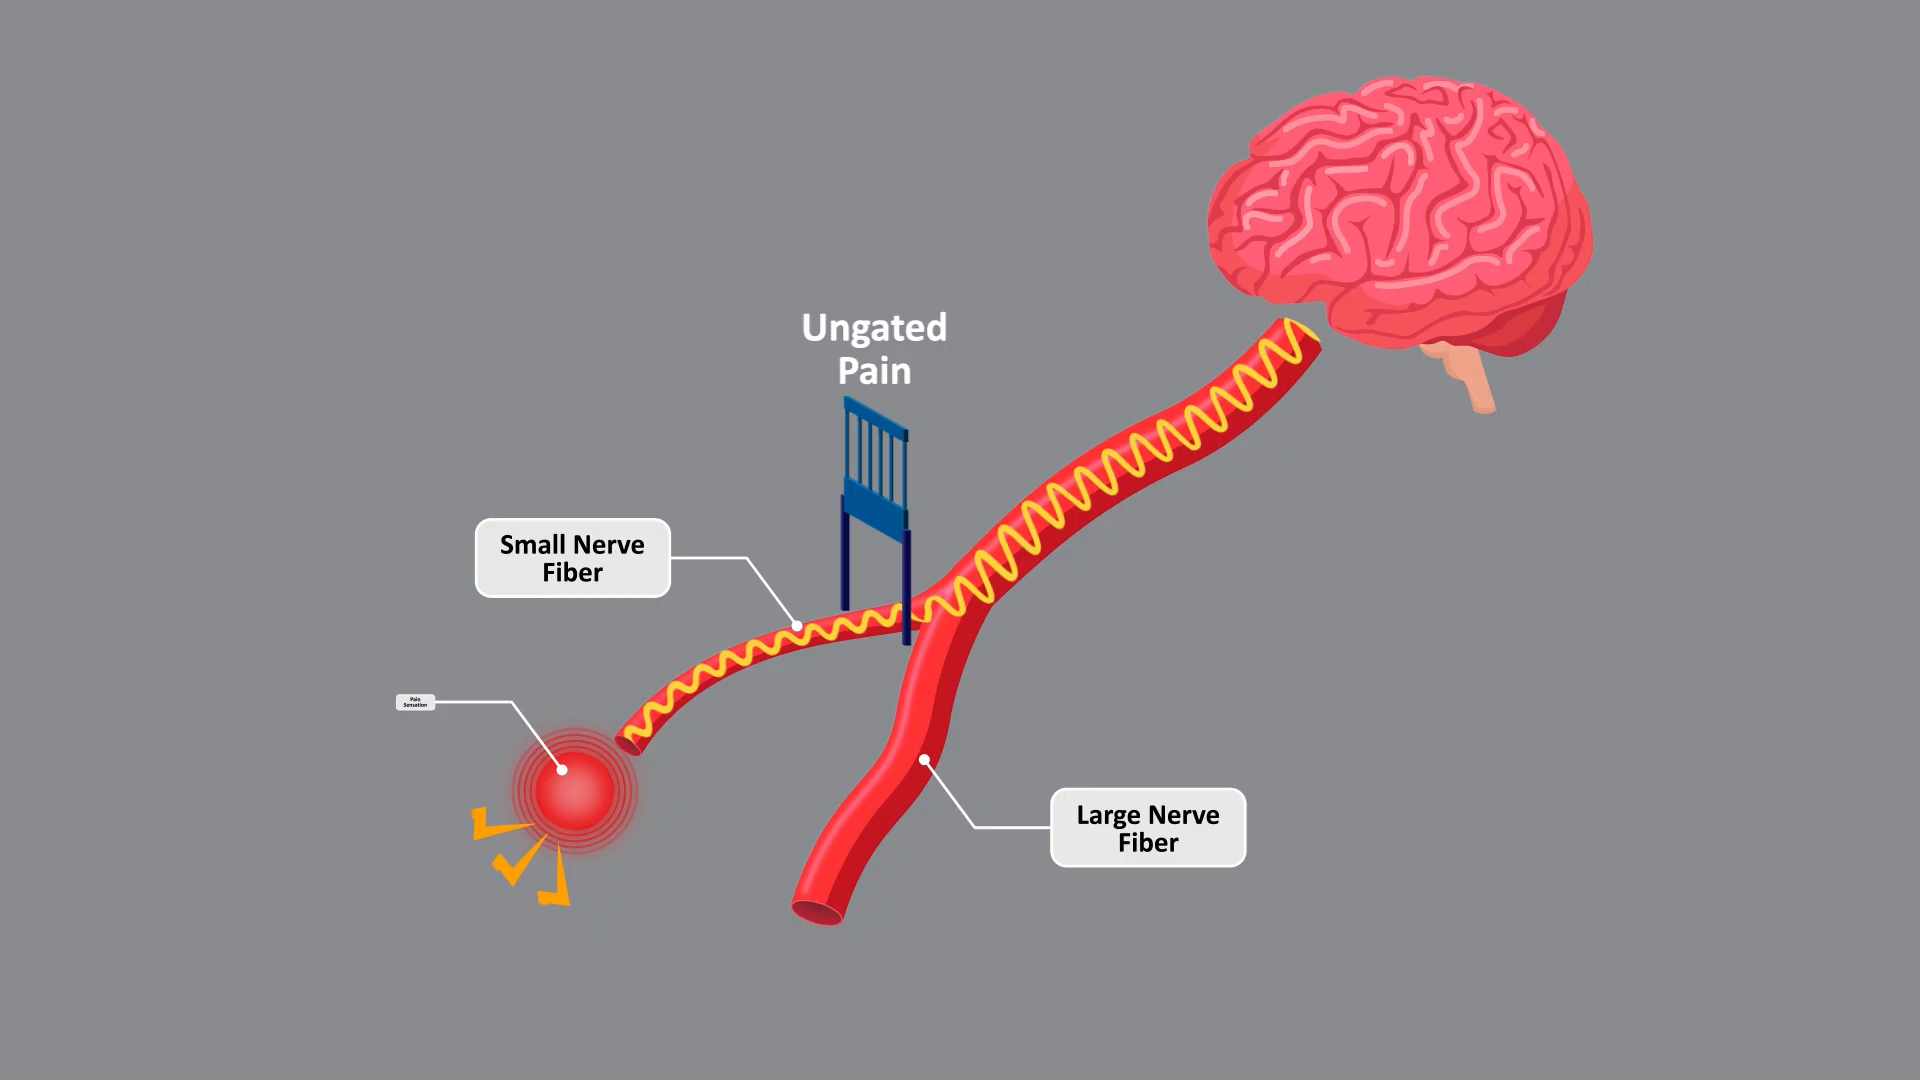 Ungated
Pain
Small Nerve
Fiber
Pain
Sensation
Large Nerve
Fiber